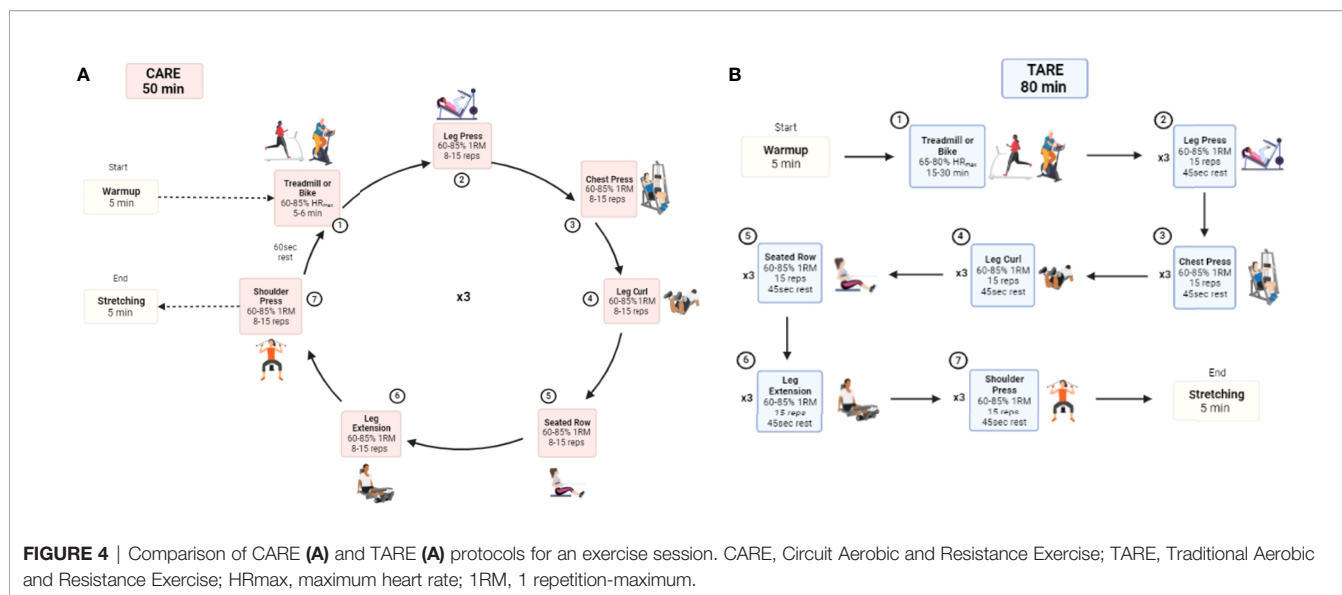 A
CARE
50 min
Start
Warmup
5 min
Treadmill or
Bike
60-85% HRmax
5-6 min
1
Leg Press
60-85% 1RM
8-15 reps
2
Chest Press
60-85% 1RM
8-15 reps
3
Leg Curl
60-85%1RM
8-15 reps
4
Seated Row
60-85% 1RM
8-15 reps
5
Leg
Extension
60-85% 1RM
8-15 reps
6
Shoulder
Press
60-85% 1RM
8-15 reps
7
60sec
rest
x3
End
Stretching
5 min
B
TARE
80 min
Start
Warmup
5 min
1
Treadmill or
Bike
65-80% HRmax
15-30 min
2
x3
Leg Press
60-85% 1RM
15 reps
45sec rest
3
x3
Chest Press
60-85% 1RM
15 reps
45sec rest
4
x3
Leg Curl
60-85% 1RM
15 reps
45sec rest
5
x3
Seated Row
60-85% 1RM
15 reps
45sec rest
6
x3
Leg
Extension
60-85% 1RM
15 reps
45sec rest
7
x3
Shoulder
Press
60-85% 1RM
15 reps
45sec rest
End
Stretching
5 min
FIGURE 4 | Comparison of CARE (A) and TARE (A) protocols for an exercise session. CARE, Circuit Aerobic and Resistance Exercise; TARE, Traditional Aerobic
and Resistance Exercise; HRmax, maximum heart rate; 1RM, 1 repetition-maximum.